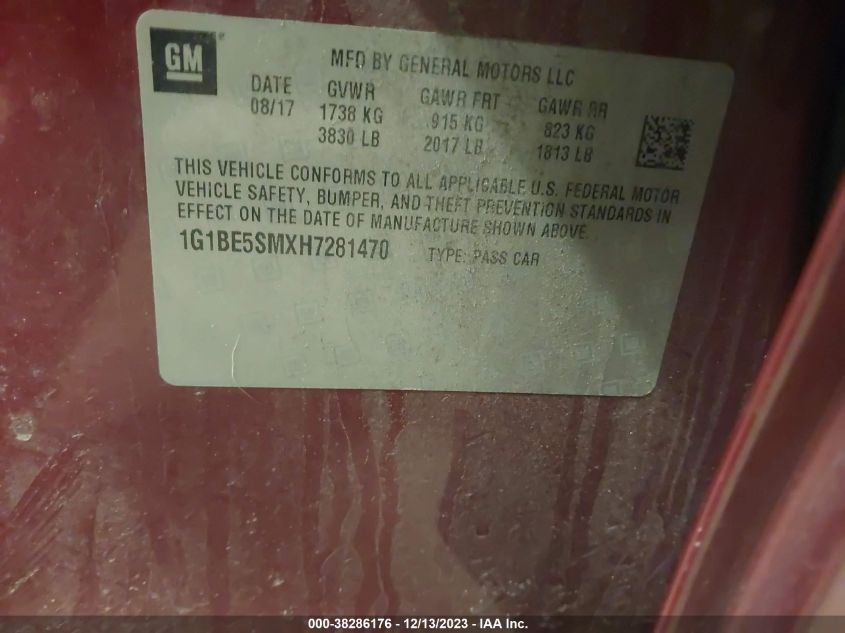 GM
MFD BY GENERAL MOTORS LLC
DATE GVWR GAWR FRT GAWR RR
08/17 1738 KG 915 KG 823 KG
3830 LB 2017 LB 1813 LB
THIS VEHICLE CONFORMS TO ALL APPLICABLE U.S. FEDERAL MOTOR
VEHICLE SAFETY, BUMPER, AND THEFT PREVENTION STANDARDS IN
EFFECT ON THE DATE OF MANUFACTURE SHOWN ABOVE.
1G1BE5SMXH7281470 TYPE: PASS CAR
000-38286176 - 12/13/2023 - IAA Inc.